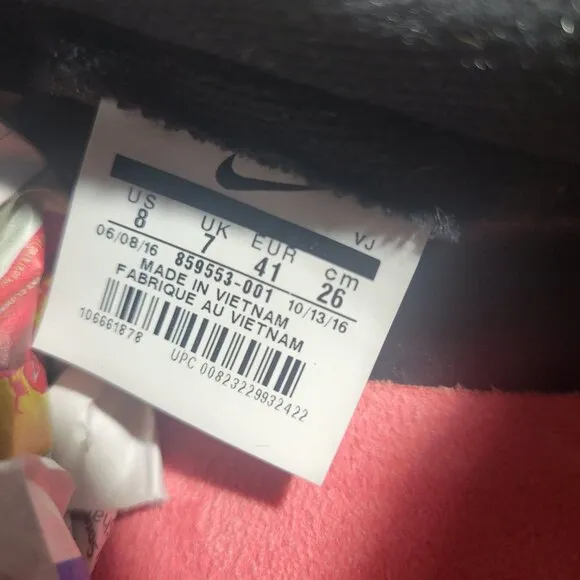 US UK EUR cm VJ
8 7 41 26
06/08/16 859553-001 10/13/16
MADE IN VIETNAM
FABRIQUE AU VIETNAM
106661878
UPC 00823229932422